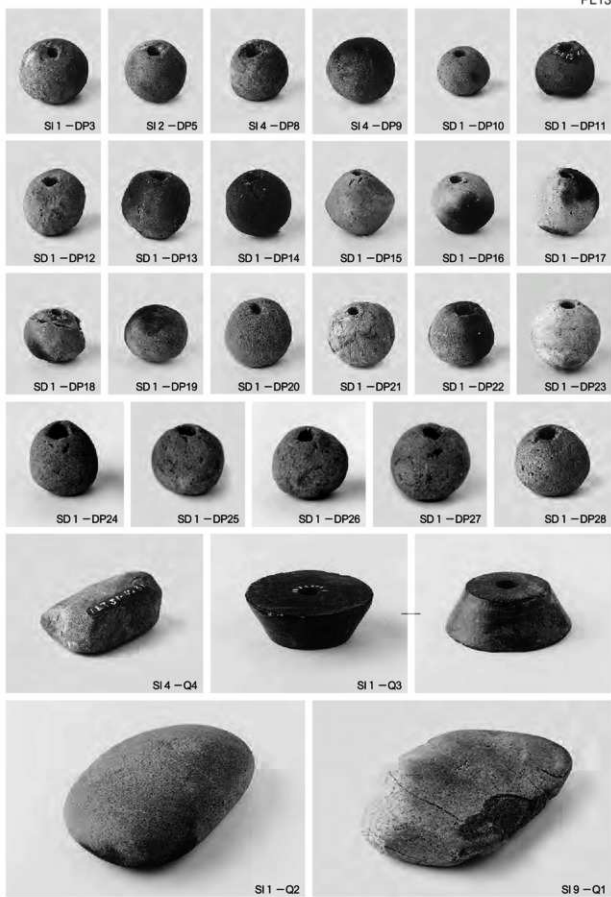 PL13
SI 1－DP3
SI 2－DP5
SI 4－DP8
SI 4－DP9
SD 1－DP10
SD 1－DP11
SD 1－DP12
SD 1－DP13
SD 1－DP14
SD 1－DP15
SD 1－DP16
SD 1－DP17
SD 1－DP18
SD 1－DP19
SD 1－DP20
SD 1－DP21
SD 1－DP22
SD 1－DP23
SD 1－DP24
SD 1－DP25
SD 1－DP26
SD 1－DP27
SD 1－DP28
SI 4－Q4
SI 1－Q3
SI 1－Q2
SI 9－Q1